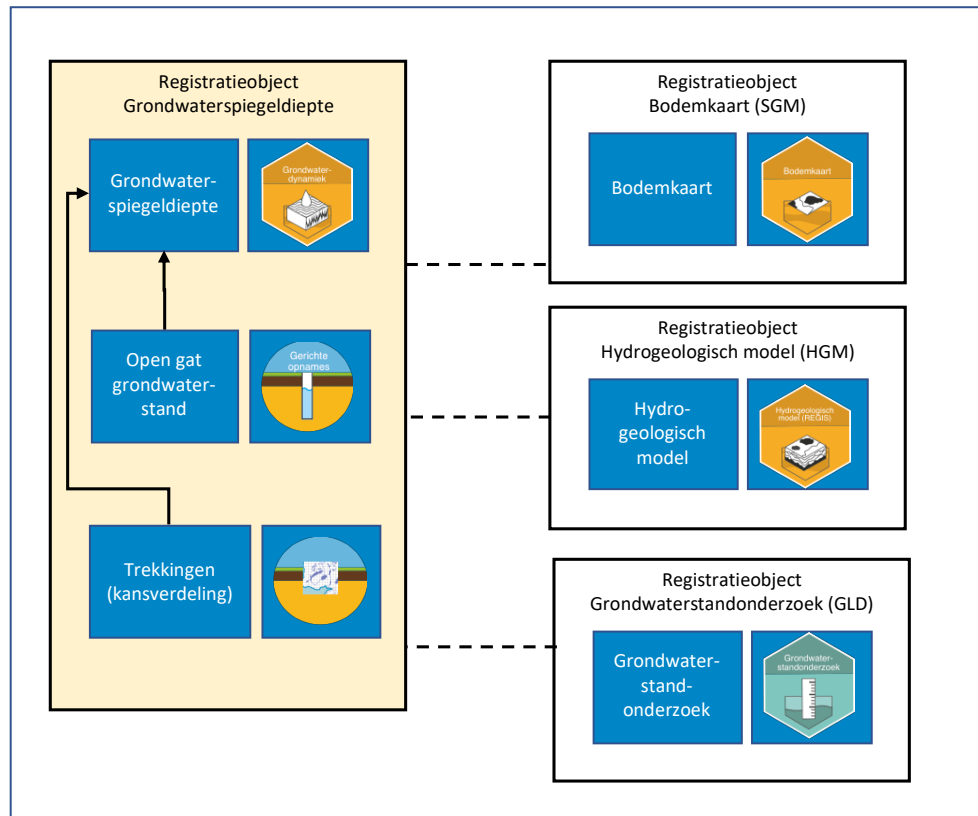 Registratieobject
Grondwaterspiegeldiepte
Grondwater-
spiegeldiepte
Grondwater-
dynamiek
Open gat
grondwater-
stand
Gerichte
opnames
Trekkingen
(kansverdeling)
Registratieobject
Bodemkaart (SGM)
Bodemkaart
Bodemkaart
Registratieobject
Hydrogeologisch model (HGM)
Hydro-
geologisch
model
Hydrogeologisch
model (REGIS)
Registratieobject
Grondwaterstandonderzoek (GLD)
Grondwater-
stand-
onderzoek
Grondwater-
standonderzoek